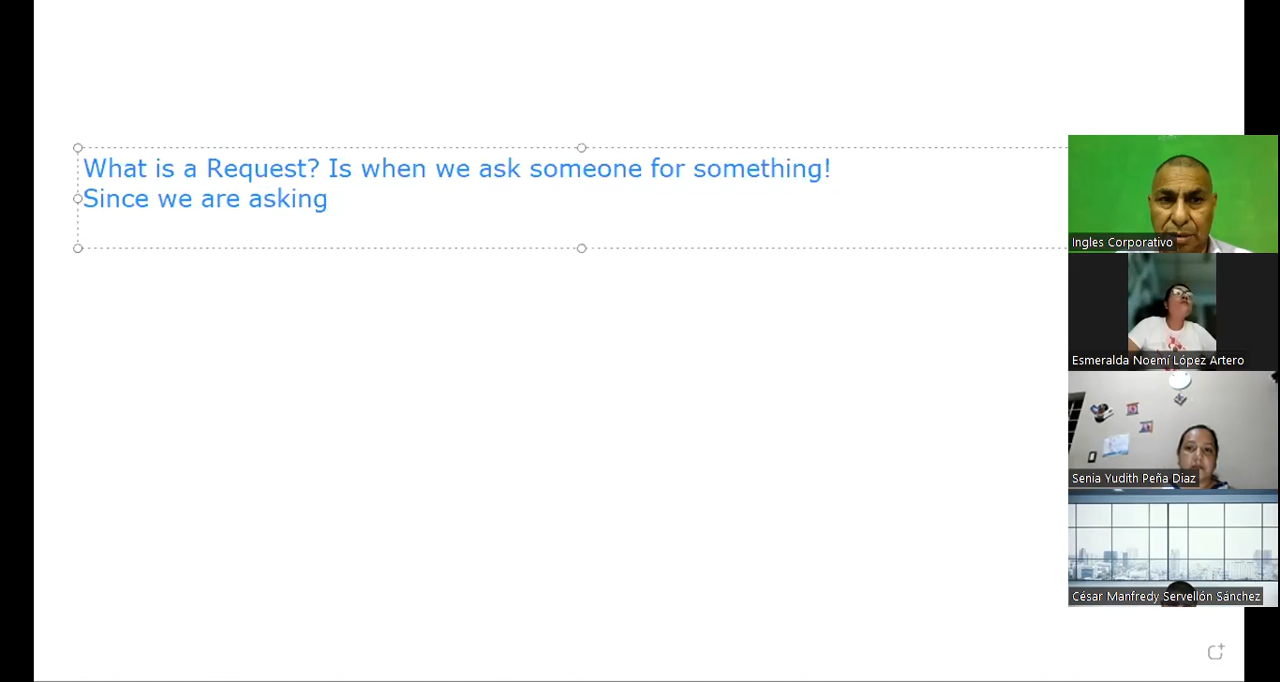 What is a Request? Is when we ask someone for something!
Since we are asking
Ingles Corporativo
Esmeralda Noemí López Artero
Senia Yudith Peña Diaz
César Manfredy Servellón Sánchez